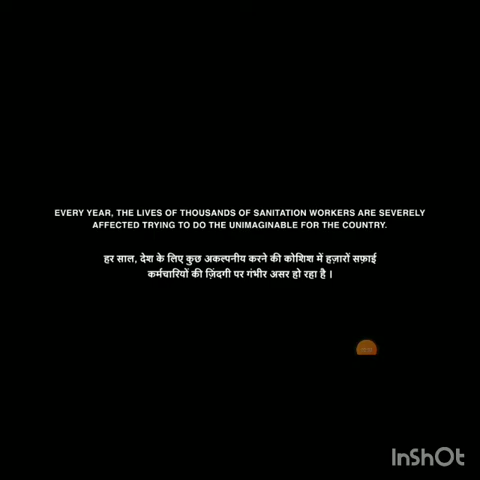 EVERY YEAR, THE LIVES OF THOUSANDS OF SANITATION WORKERS ARE SEVERELY
AFFECTED TRYING TO DO THE UNIMAGINABLE FOR THE COUNTRY.
हर साल, देश के लिए कुछ अकल्पनीय करने की कोशिश में हज़ारों सफ़ाई
कर्मचारियों की ज़िंदगी पर गंभीर असर हो रहा है ।
InShOt